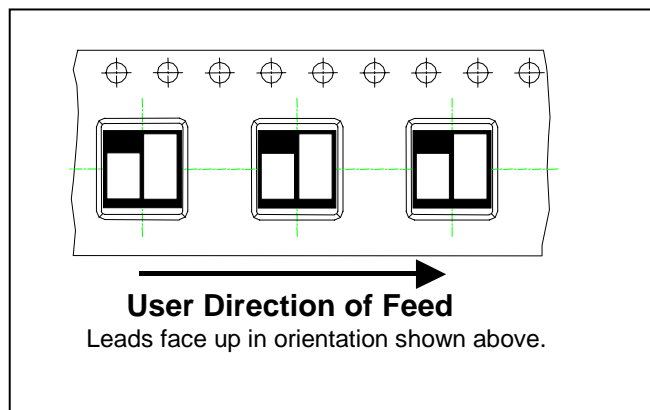 User Direction of Feed
Leads face up in orientation shown above.